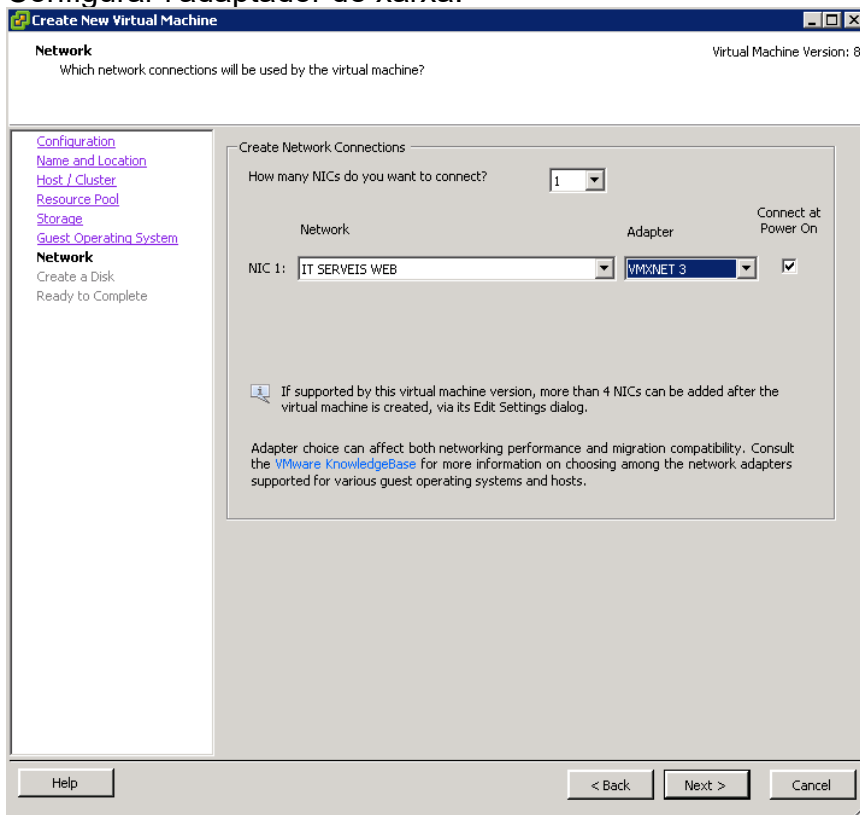 Configurar l'adaptador de xarxa.
Create New Virtual Machine
Network
Which network connections will be used by the virtual machine?
Virtual Machine Version: 8
Configuration
Name and Location
Host / Cluster
Resource Pool
Storage
Guest Operating System
Network
Create a Disk
Ready to Complete
Create Network Connections
How many NICs do you want to connect? 1
Network
Adapter
Connect at
Power On
NIC 1: IT SERVEIS WEB VMXNET 3
If supported by this virtual machine version, more than 4 NICs can be added after the
virtual machine is created, via its Edit Settings dialog.
Adapter choice can affect both networking performance and migration compatibility. Consult
the VMware KnowledgeBase for more information on choosing among the network adapters
supported for various guest operating systems and hosts.
Help
< Back
Next >
Cancel